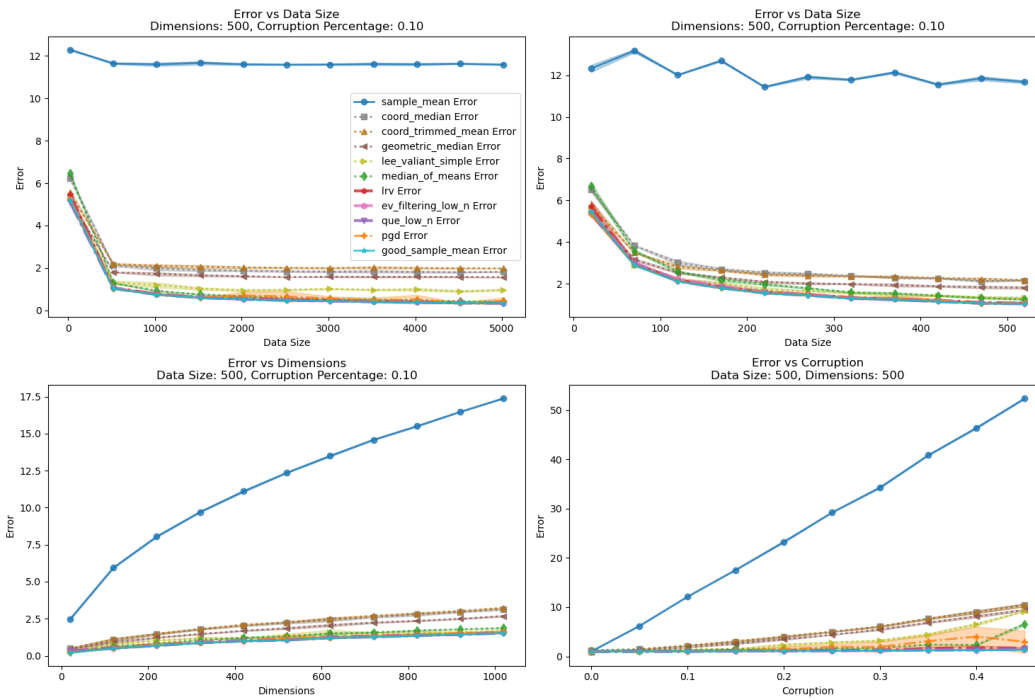 Error vs Data Size
Dimensions: 500, Corruption Percentage: 0.10
12
10
8
6
4
2
0
Error
0
1000
2000
3000
4000
5000
Data Size
sample_mean Error
coord_median Error
coord_trimmed_mean Error
geometric_median Error
lee_valiant_simple Error
median_of_means Error
lrv Error
ev_filtering_low_n Error
que_low_n Error
pgd Error
good_sample_mean Error
Error vs Data Size
Dimensions: 500, Corruption Percentage: 0.10
12
10
8
6
4
2
Error
0
100
200
300
400
500
Data Size
Error vs Dimensions
Data Size: 500, Corruption Percentage: 0.10
17.5
15.0
12.5
10.0
7.5
5.0
2.5
0.0
Error
0
200
400
600
800
1000
Dimensions
Error vs Corruption
Data Size: 500, Dimensions: 500
50
40
30
20
10
0
Error
0.0
0.1
0.2
0.3
0.4
Corruption